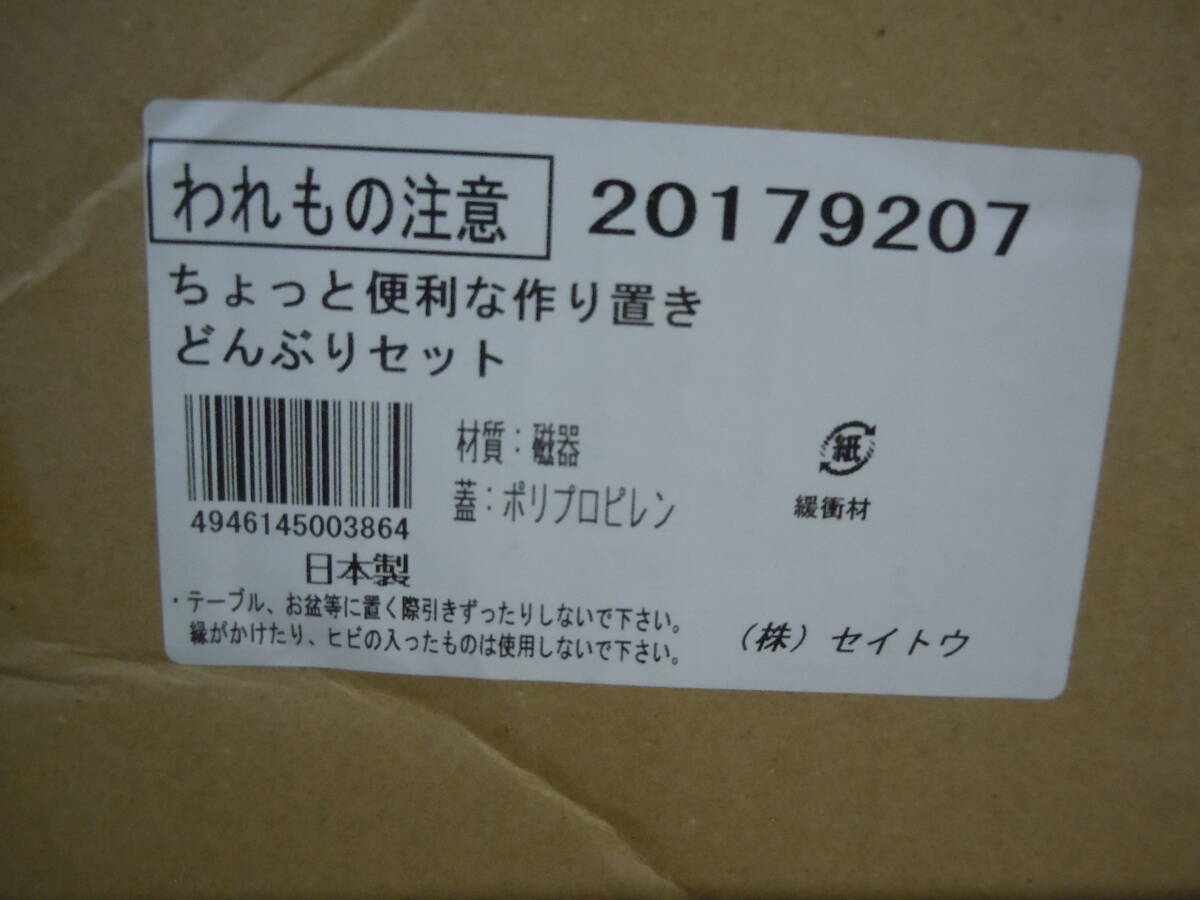 われもの注意 20179207
ちょっと便利な作り置き
どんぶりセット
材質：磁器
蓋：ポリプロピレン
紙
緩衝材
4946145003864
日本製
・テーブル、お盆等に置く際引きずったりしないで下さい。
縁がかけたり、ヒビの入ったものは使用しないで下さい。
（株）セイトウ